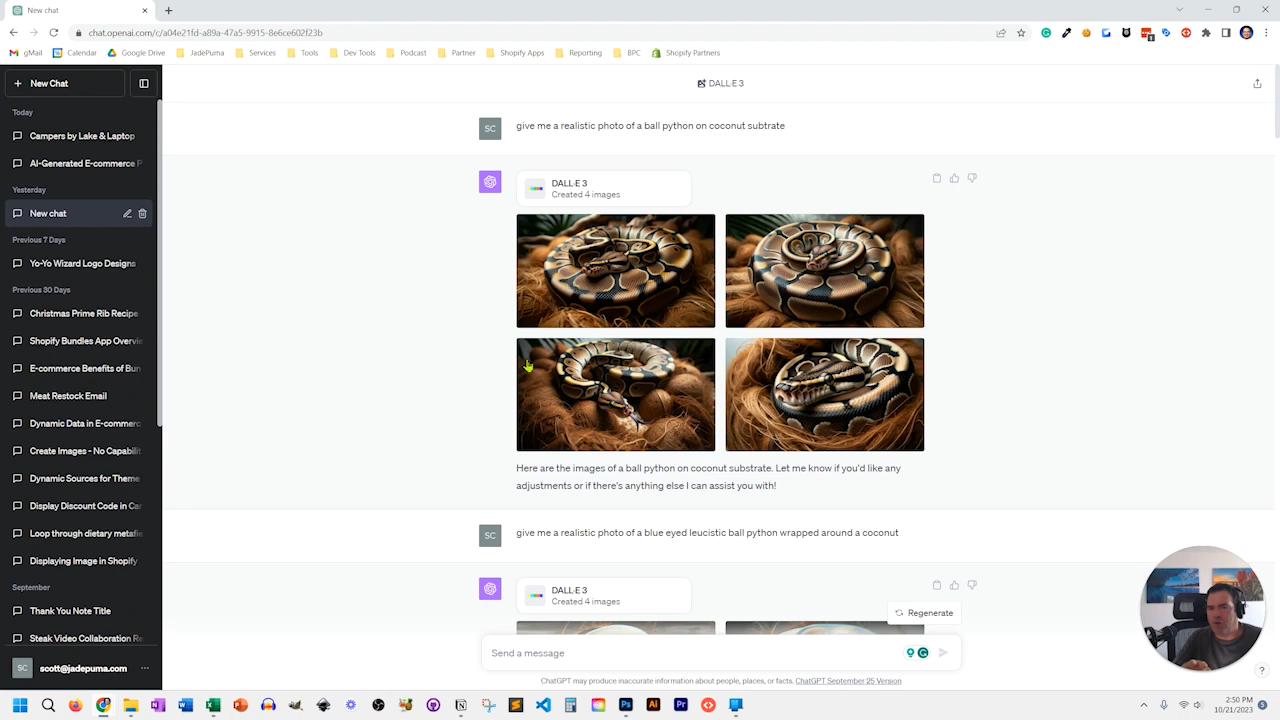 New chat
chat.openai.com/c/a04e21fd-a89a-47a5-9915-8e6ce602f23b
gMail
Calendar
Google Drive
JadePuma
Services
Tools
Dev Tools
Podcast
Partner
Shopify Apps
Reporting
BPC
Shopify Partners
New Chat
DALL·E 3
Today
Campers by Lake & Laptop
AI-Generated E-commerce P
Yesterday
New chat
Previous 7 Days
Yo-Yo Wizard Logo Designs
Previous 30 Days
Christmas Prime Rib Recipe
Shopify Bundles App Overvie
E-commerce Benefits of Bun
Meat Restock Email
Dynamic Data in E-commerc
Create Images - No Capabilit
Dynamic Sources for Themes
Display Discount Code in Car
Loop through dietary metafie
Displaying Image in Shopify
September
Thank You Note Title
Steak Video Collaboration Re
SC
scott@jadepuma.com
SC
give me a realistic photo of a ball python on coconut subtrate
DALL·E 3
Created 4 images
Here are the images of a ball python on coconut substrate. Let me know if you'd like any
adjustments or if there's anything else I can assist you with!
SC
give me a realistic photo of a blue eyed leucistic ball python wrapped around a coconut
DALL·E 3
Created 4 images
Regenerate
Send a message
ChatGPT may produce inaccurate information about people, places, or facts. ChatGPT September 25 Version
?
2:50 PM
10/21/2023